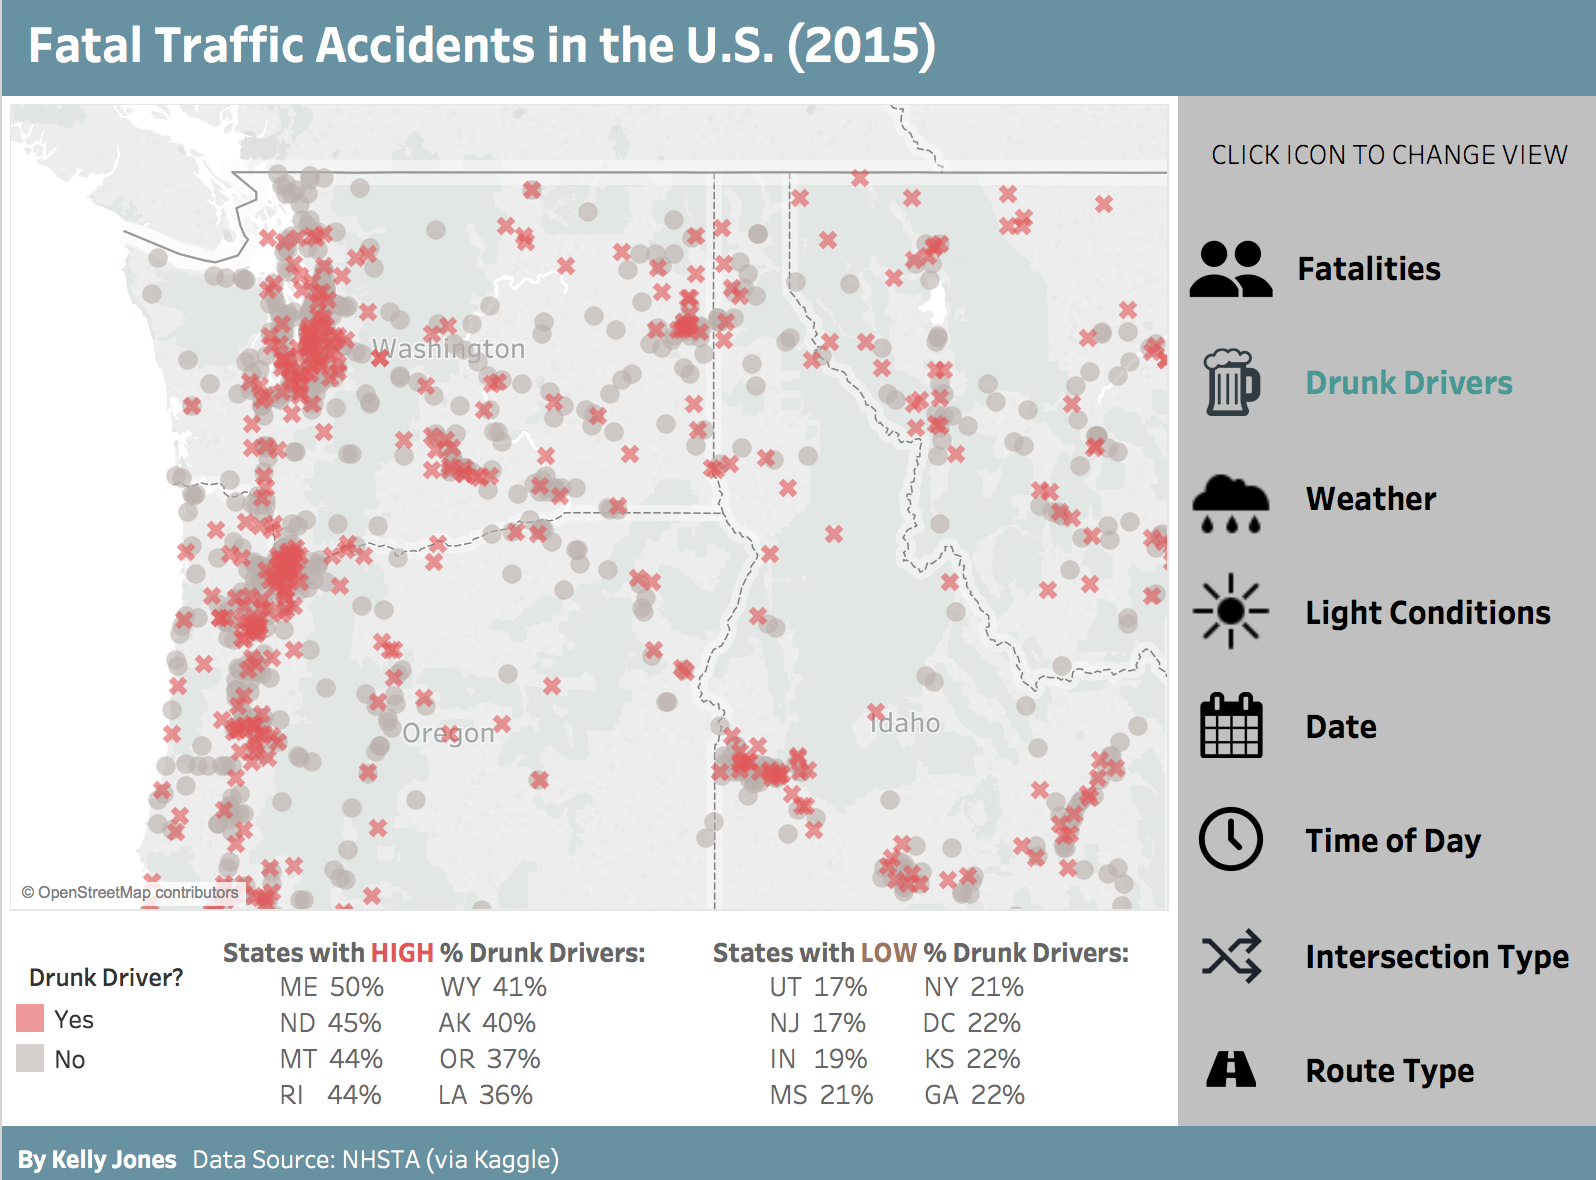 Fatal Traffic Accidents in the U.S. (2015)
CLICK ICON TO CHANGE VIEW
Fatalities
Drunk Drivers
Weather
Light Conditions
Date
Time of Day
Intersection Type
Route Type
Washington
Oregon
Idaho
© OpenStreetMap contributors
Drunk Driver?
Yes
No
States with HIGH % Drunk Drivers:
ME 50% WY 41%
ND 45% AK 40%
MT 44% OR 37%
RI 44% LA 36%
States with LOW % Drunk Drivers:
UT 17% NY 21%
NJ 17% DC 22%
IN 19% KS 22%
MS 21% GA 22%
By Kelly Jones Data Source: NHSTA (via Kaggle)